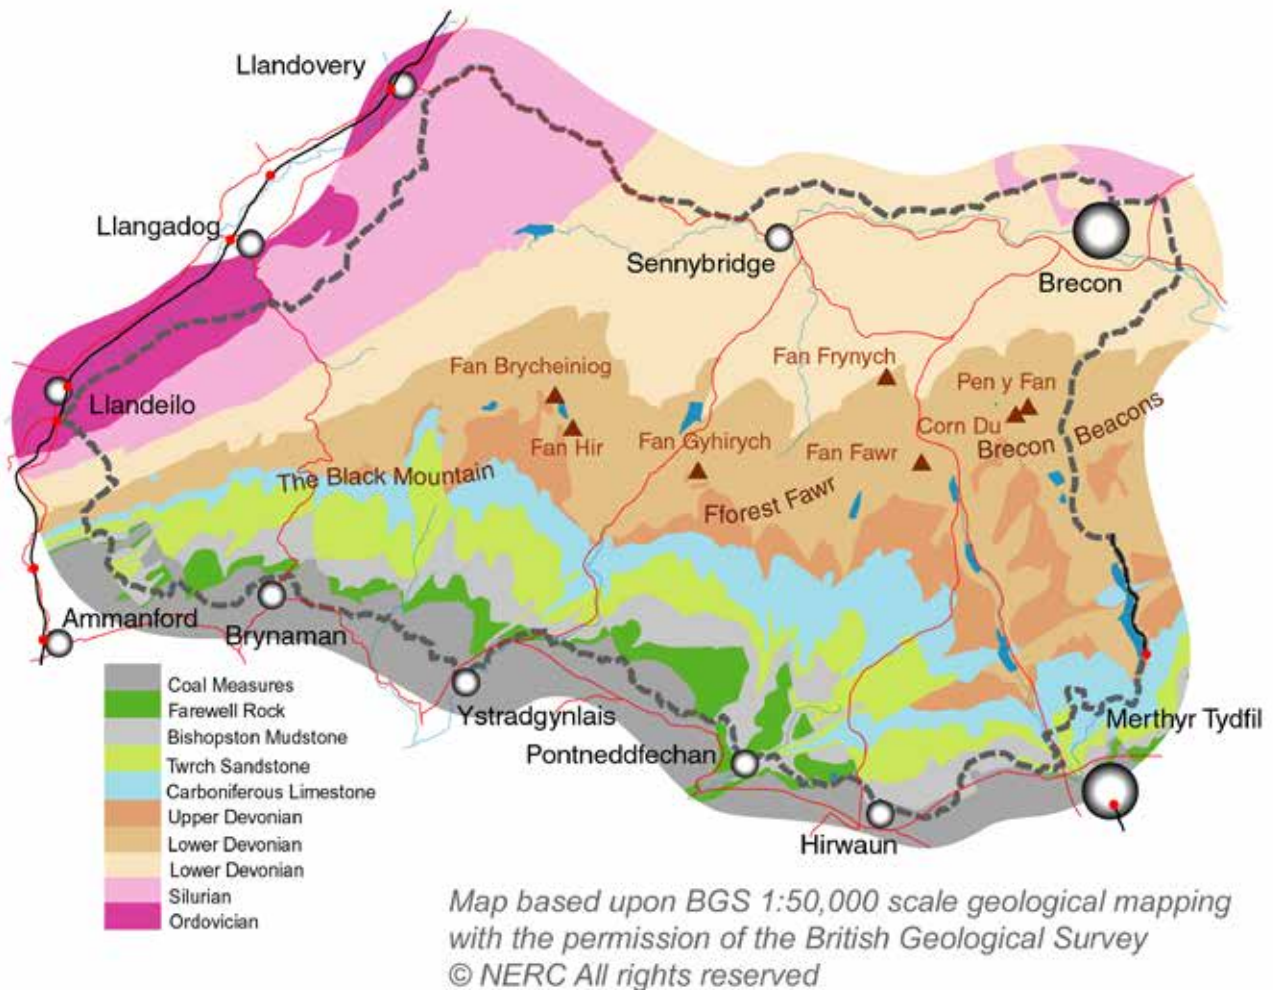 Llandovery
Llangadog
Sennybridge
Brecon
Fan Brycheiniog
Fan Frynych
Pen y Fan
Llandeilo
Corn Du
Brecon Beacons
Fan Hir
Fan Gyhirych
Fan Fawr
The Black Mountain
Fforest Fawr
Ammanford
Brynaman
Ystradgynlais
Merthyr Tydfil
Pontneddfechan
Hirwaun
Coal Measures
Farewell Rock
Bishopston Mudstone
Twrch Sandstone
Carboniferous Limestone
Upper Devonian
Lower Devonian
Lower Devonian
Silurian
Ordovician
Map based upon BGS 1:50,000 scale geological mapping
with the permission of the British Geological Survey
© NERC All rights reserved